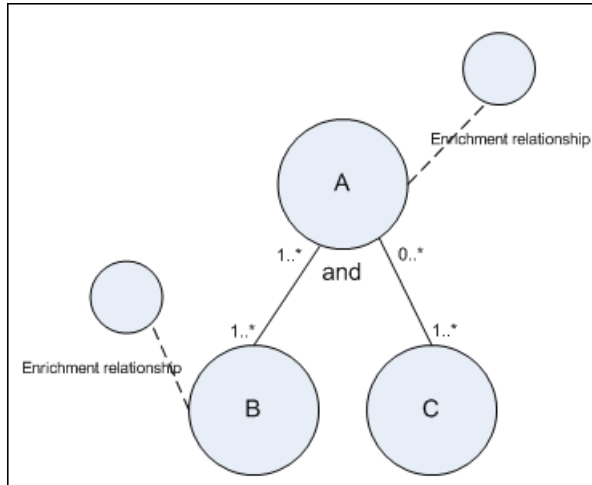 Enrichment relationship
A
1..*
0..*
and
1..*
1..*
Enrichment relationship
B
C